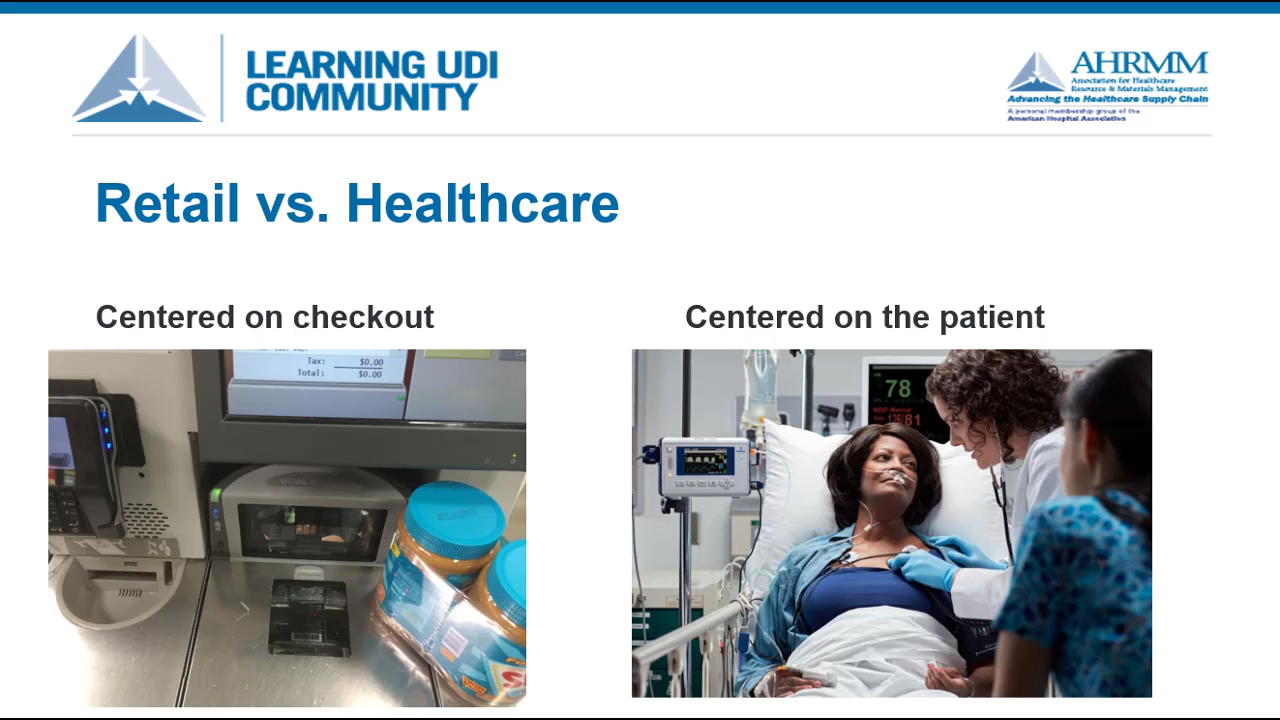 LEARNING UDI
COMMUNITY
AHRMM
Association for Healthcare
Resource & Materials Management
Advancing the Healthcare Supply Chain
A personal membership group of the
American Hospital Association
Retail vs. Healthcare
Centered on checkout
Centered on the patient
Tax: $0.00
Total: $0.00
78